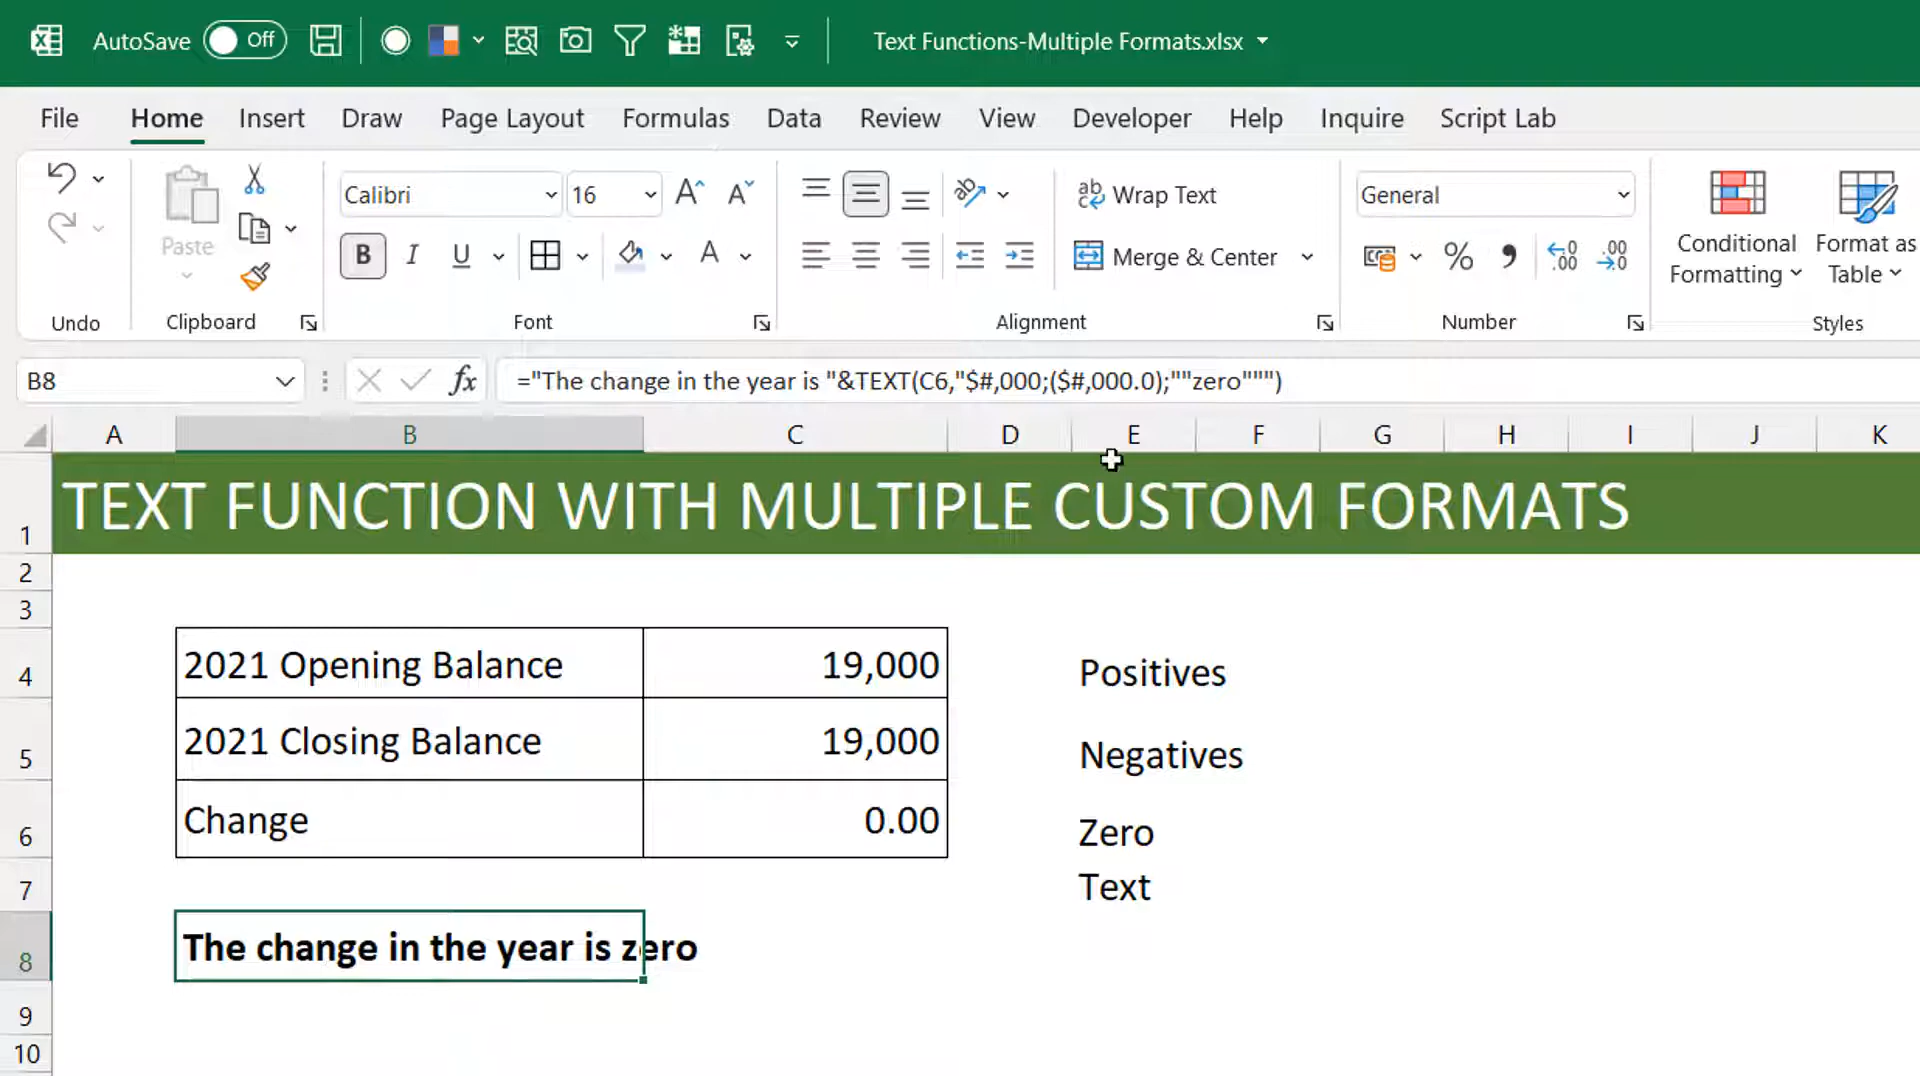 AutoSave Off Text Functions-Multiple Formats.xlsx
File Home Insert Draw Page Layout Formulas Data Review View Developer Help Inquire Script Lab
Calibri 16 ab Wrap Text General
Paste B I U A Merge & Center % Conditional Formatting Format as Table
Undo Clipboard Font Alignment Number Styles
B8 fx ="The change in the year is "&TEXT(C6,"$#,000;($#,000.0);""zero""")
A B C D E F G H I J K
1 TEXT FUNCTION WITH MULTIPLE CUSTOM FORMATS
2
3
4 2021 Opening Balance 19,000 Positives
5 2021 Closing Balance 19,000 Negatives
6 Change 0.00 Zero
7 Text
8 The change in the year is zero
9
10